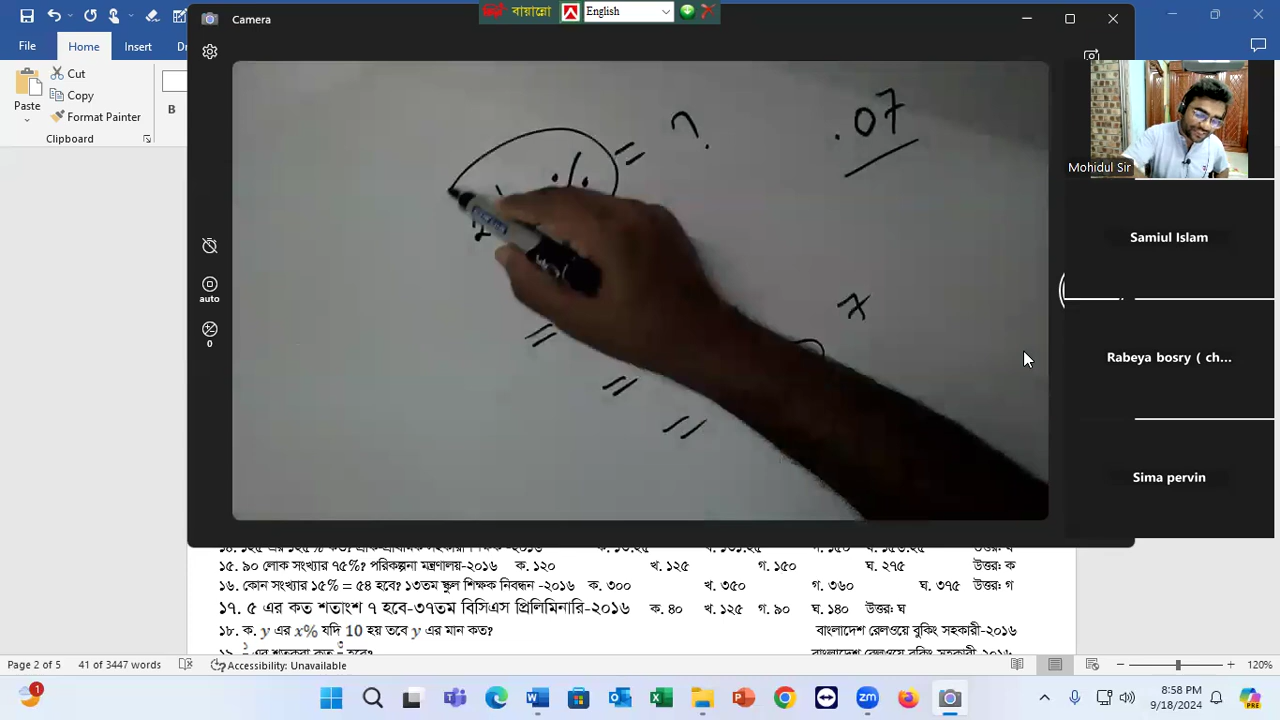 বায়ান্নো English
Camera
File Home Insert
Cut
Copy
Format Painter
Paste
B
Clipboard
= ?
.07
auto
0
=
x
=
=
Mohidul Sir
Samiul Islam
Rabeya bosry ( ch...
Sima pervin
১৫. ৯০ লোক সংখ্যার ৭৫%? পরিকল্পনা মন্ত্রণালয়-২০১৬ ক. ১২০ খ. ১২৫ গ. ১৫০ ঘ. ২৭৫ উত্তর: ক
১৬. কোন সংখ্যার ১৫% = ৫৪ হবে? ১৩তম স্কুল শিক্ষক নিবন্ধন -২০১৬ ক. ৩০০ খ. ৩৫০ গ. ৩৬০ ঘ. ৩৭৫ উত্তর: গ
১৭. ৫ এর কত শতাংশ ৭ হবে-৩৭তম বিসিএস প্রিলিমিনারি-২০১৬ ক. ৪০ খ. ১২৫ গ. ৯০ ঘ. ১৪০ উত্তর: ঘ
১৮. ক. y এর x% যদি 10 হয় তবে y এর মান কত? বাংলাদেশ রেলওয়ে বুকিং সহকারী-২০১৬
Page 2 of 5 41 of 3447 words Accessibility: Unavailable 120%
1
8:58 PM
9/18/2024